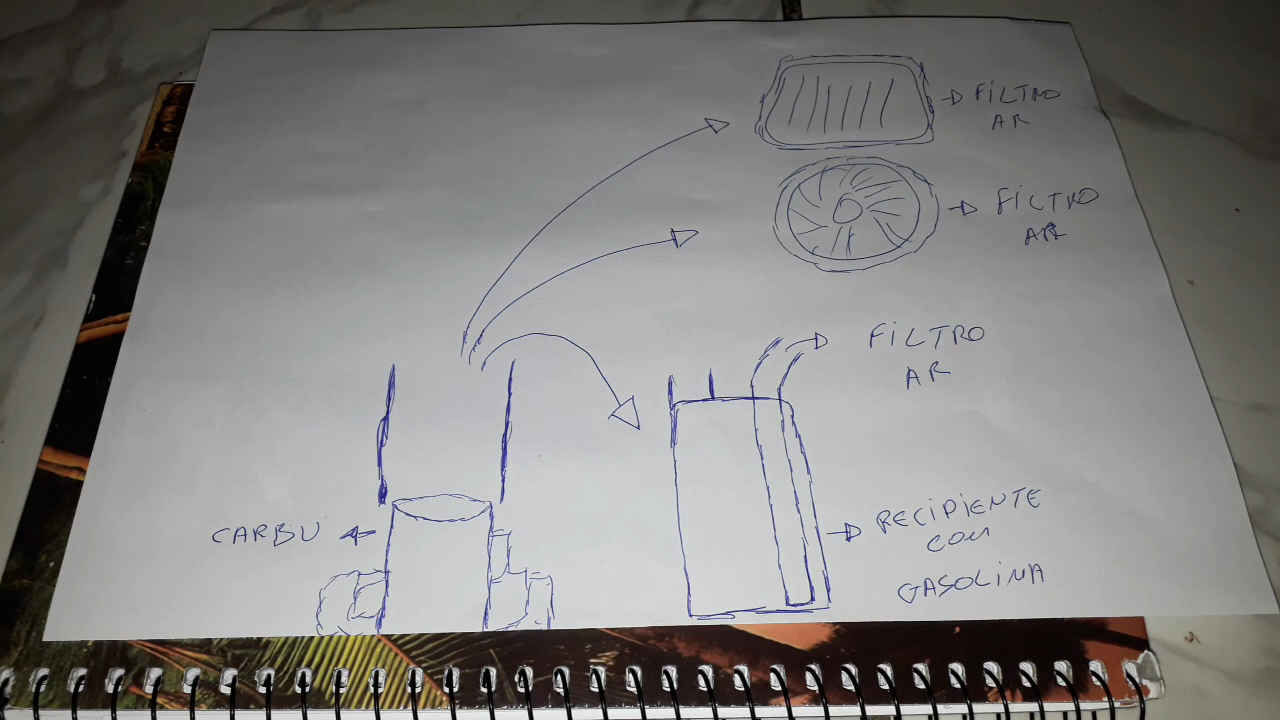 FiLTRO
AR
FiLTRO
AR
FiLTRO
AR
CARBU
RECiPiENTE
COM
GASOLiNA